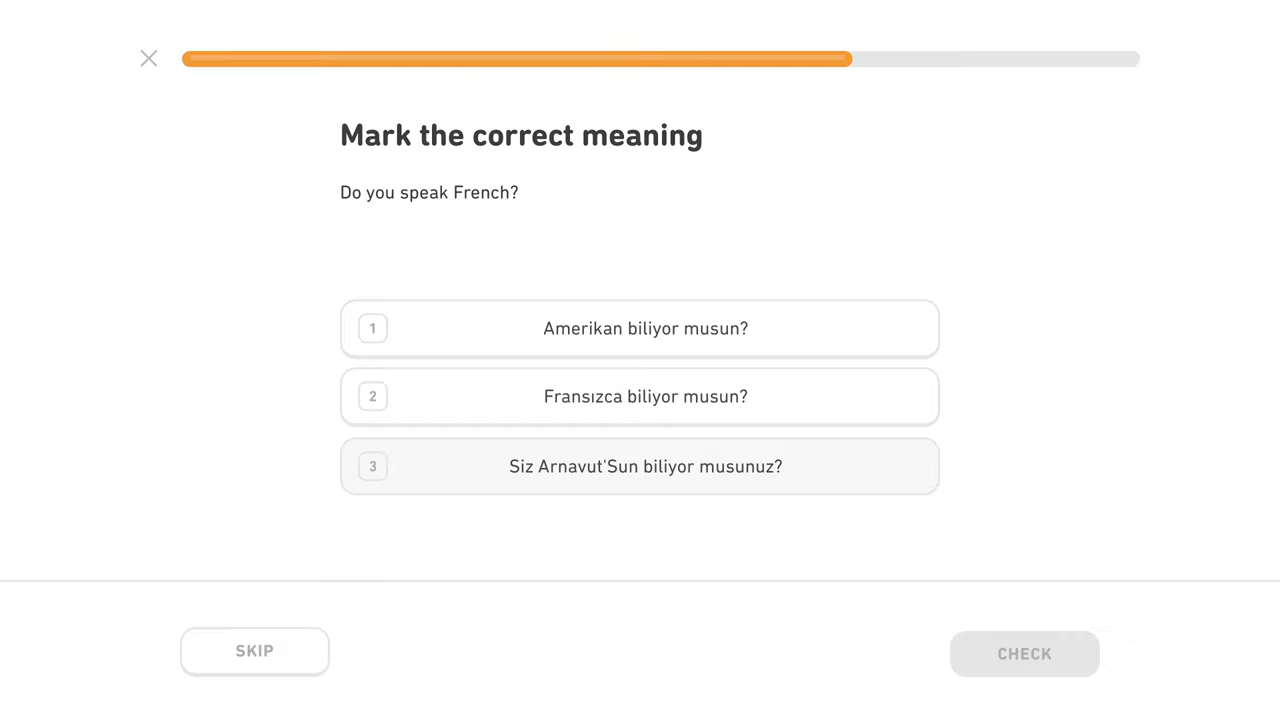 Mark the correct meaning
Do you speak French?
1 Amerikan biliyor musun?
2 Fransızca biliyor musun?
3 Siz Arnavut'Sun biliyor musunuz?
SKIP
CHECK